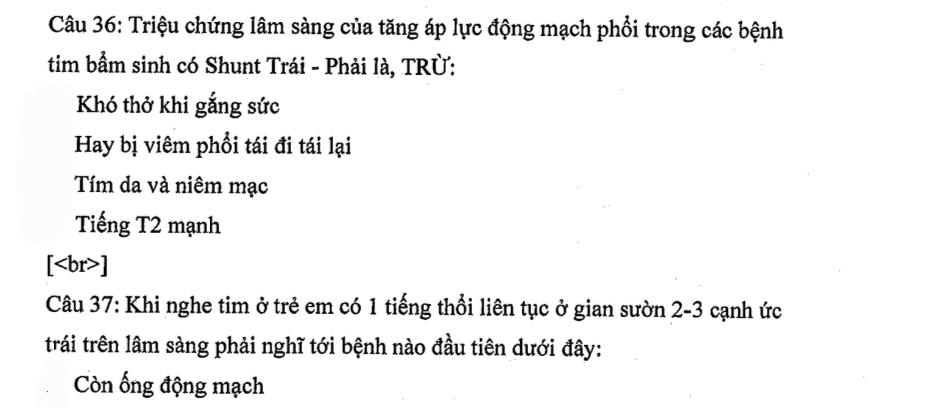 Câu 36: Triệu chứng lâm sàng của tăng áp lực động mạch phổi trong các bệnh
tim bẩm sinh có Shunt Trái - Phải là, TRỪ:
Khó thở khi gắng sức
Hay bị viêm phổi tái đi tái lại
Tím da và niêm mạc
Tiếng T2 mạnh
[<br>]
Câu 37: Khi nghe tim ở trẻ em có 1 tiếng thổi liên tục ở gian sườn 2-3 cạnh ức
trái trên lâm sàng phải nghĩ tới bệnh nào đầu tiên dưới đây:
Còn ống động mạch